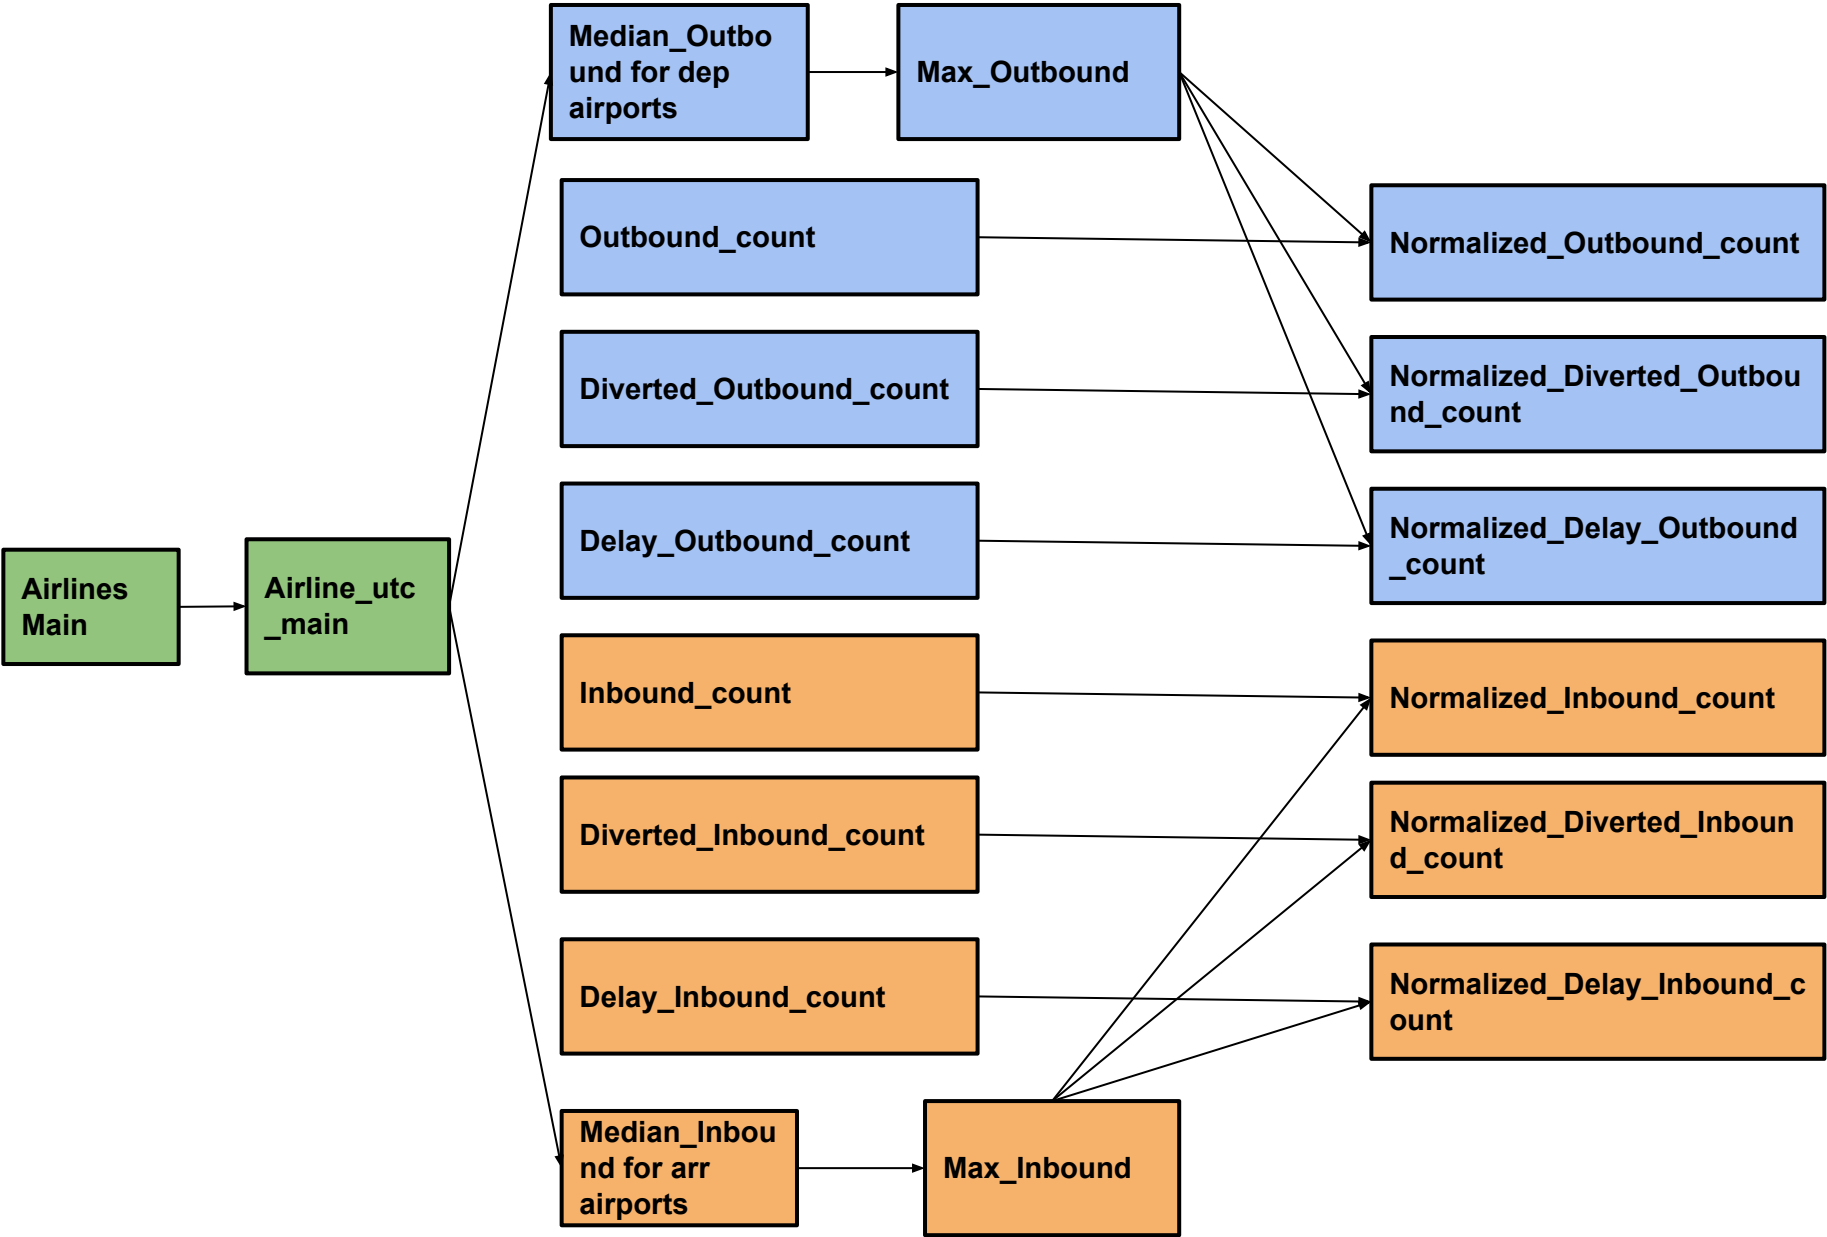 Median_Outbo
und for dep
airports
Max_Outbound
Outbound_count
Normalized_Outbound_count
Diverted_Outbound_count
Normalized_Diverted_Outbou
nd_count
Delay_Outbound_count
Normalized_Delay_Outbound
_count
Airlines
Main
Airline_utc
_main
Inbound_count
Normalized_Inbound_count
Diverted_Inbound_count
Normalized_Diverted_Inboun
d_count
Delay_Inbound_count
Normalized_Delay_Inbound_c
ount
Median_Inbou
nd for arr
airports
Max_Inbound